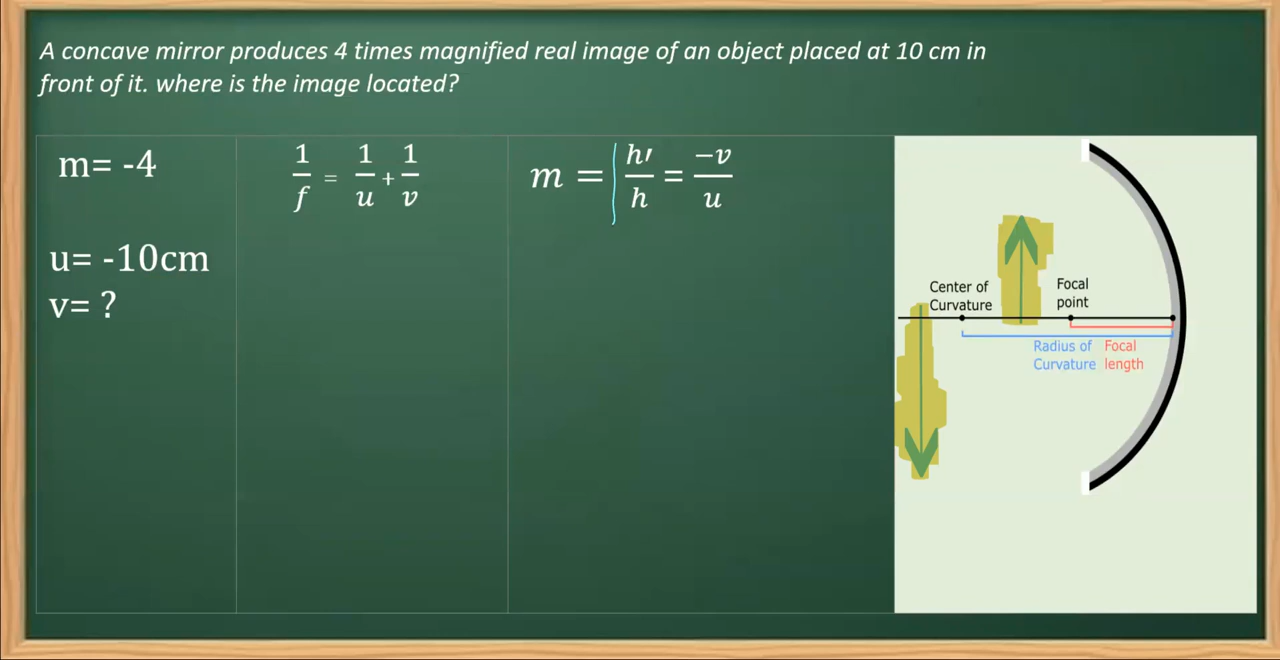 A concave mirror produces 4 times magnified real image of an object placed at 10 cm in
front of it. where is the image located?
m= -4
u= -10cm
v= ?
1/f = 1/u + 1/v
m = h′/h = −v/u
Center of
Curvature
Focal
point
Radius of
Curvature
Focal
length